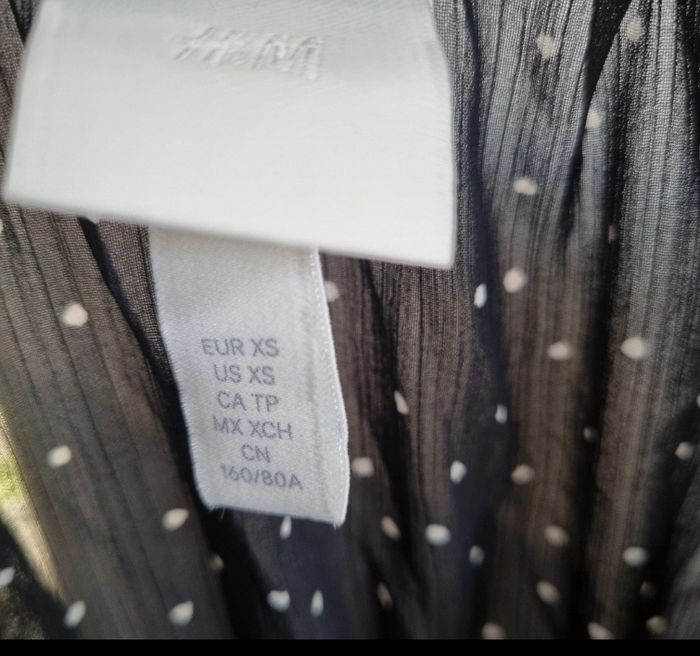 H&M
EUR XS
US XS
CA TP
MX XCH
CN
160/80A